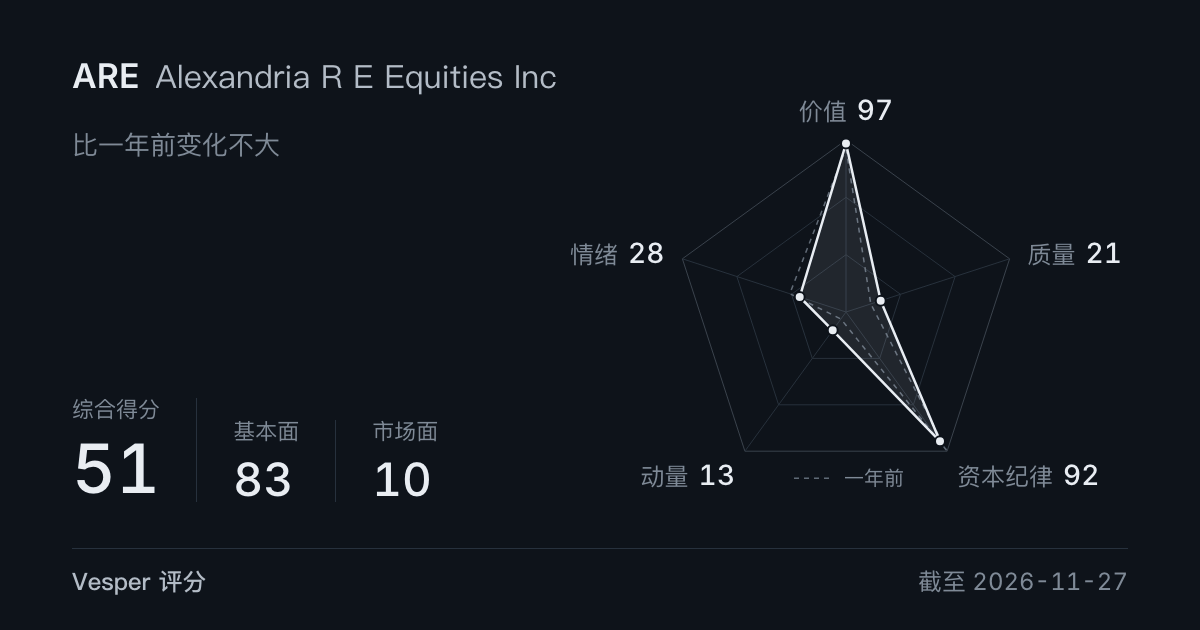 ARE Alexandria R E Equities Inc
比一年前变化不大
价值 97
情绪 28
质量 21
动量 13
---- 一年前
资本纪律 92
综合得分
51
基本面
83
市场面
10
Vesper 评分
截至 2026-11-27